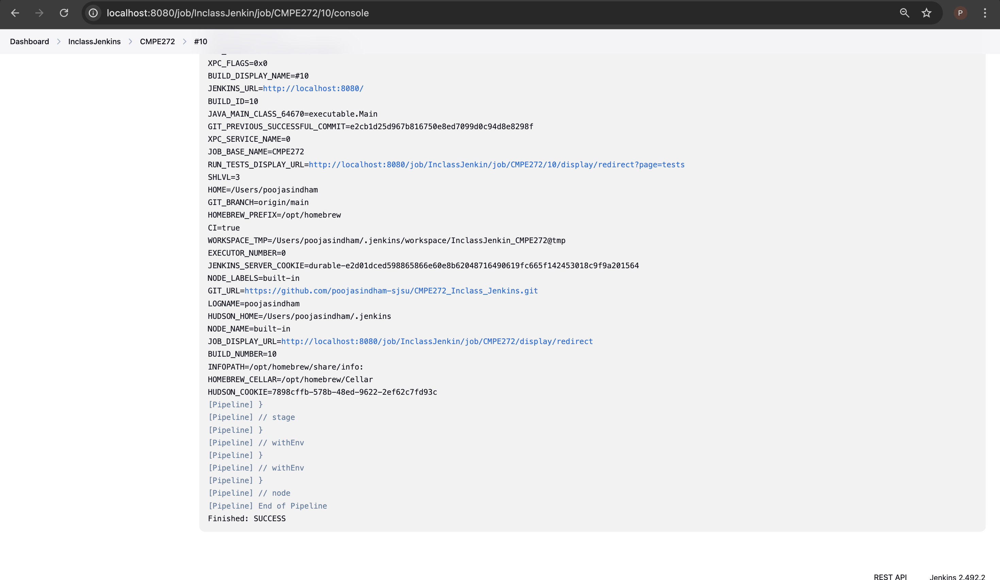 localhost:8080/job/InclassJenkin/job/CMPE272/10/console
P
Dashboard > InclassJenkins > CMPE272 > #10
XPC_FLAGS=0x0
BUILD_DISPLAY_NAME=#10
JENKINS_URL=http://localhost:8080/
BUILD_ID=10
JAVA_MAIN_CLASS_64670=executable.Main
GIT_PREVIOUS_SUCCESSFUL_COMMIT=e2cb1d25d967b816750e8ed7099d0c94d8e8298f
XPC_SERVICE_NAME=0
JOB_BASE_NAME=CMPE272
RUN_TESTS_DISPLAY_URL=http://localhost:8080/job/InclassJenkin/job/CMPE272/10/display/redirect?page=tests
SHLVL=3
HOME=/Users/poojasindham
GIT_BRANCH=origin/main
HOMEBREW_PREFIX=/opt/homebrew
CI=true
WORKSPACE_TMP=/Users/poojasindham/.jenkins/workspace/InclassJenkin_CMPE272@tmp
EXECUTOR_NUMBER=0
JENKINS_SERVER_COOKIE=durable-e2d01dced598865866e60e8b62048716490619fc665f142453018c9f9a201564
NODE_LABELS=built-in
GIT_URL=https://github.com/poojasindham-sjsu/CMPE272_Inclass_Jenkins.git
LOGNAME=poojasindham
HUDSON_HOME=/Users/poojasindham/.jenkins
NODE_NAME=built-in
JOB_DISPLAY_URL=http://localhost:8080/job/InclassJenkin/job/CMPE272/display/redirect
BUILD_NUMBER=10
INFOPATH=/opt/homebrew/share/info:
HOMEBREW_CELLAR=/opt/homebrew/Cellar
HUDSON_COOKIE=7898cffb-578b-48ed-9622-2ef62c7fd93c
[Pipeline] }
[Pipeline] // stage
[Pipeline] }
[Pipeline] // withEnv
[Pipeline] }
[Pipeline] // withEnv
[Pipeline] }
[Pipeline] // node
[Pipeline] End of Pipeline
Finished: SUCCESS
REST API Jenkins 2.492.2